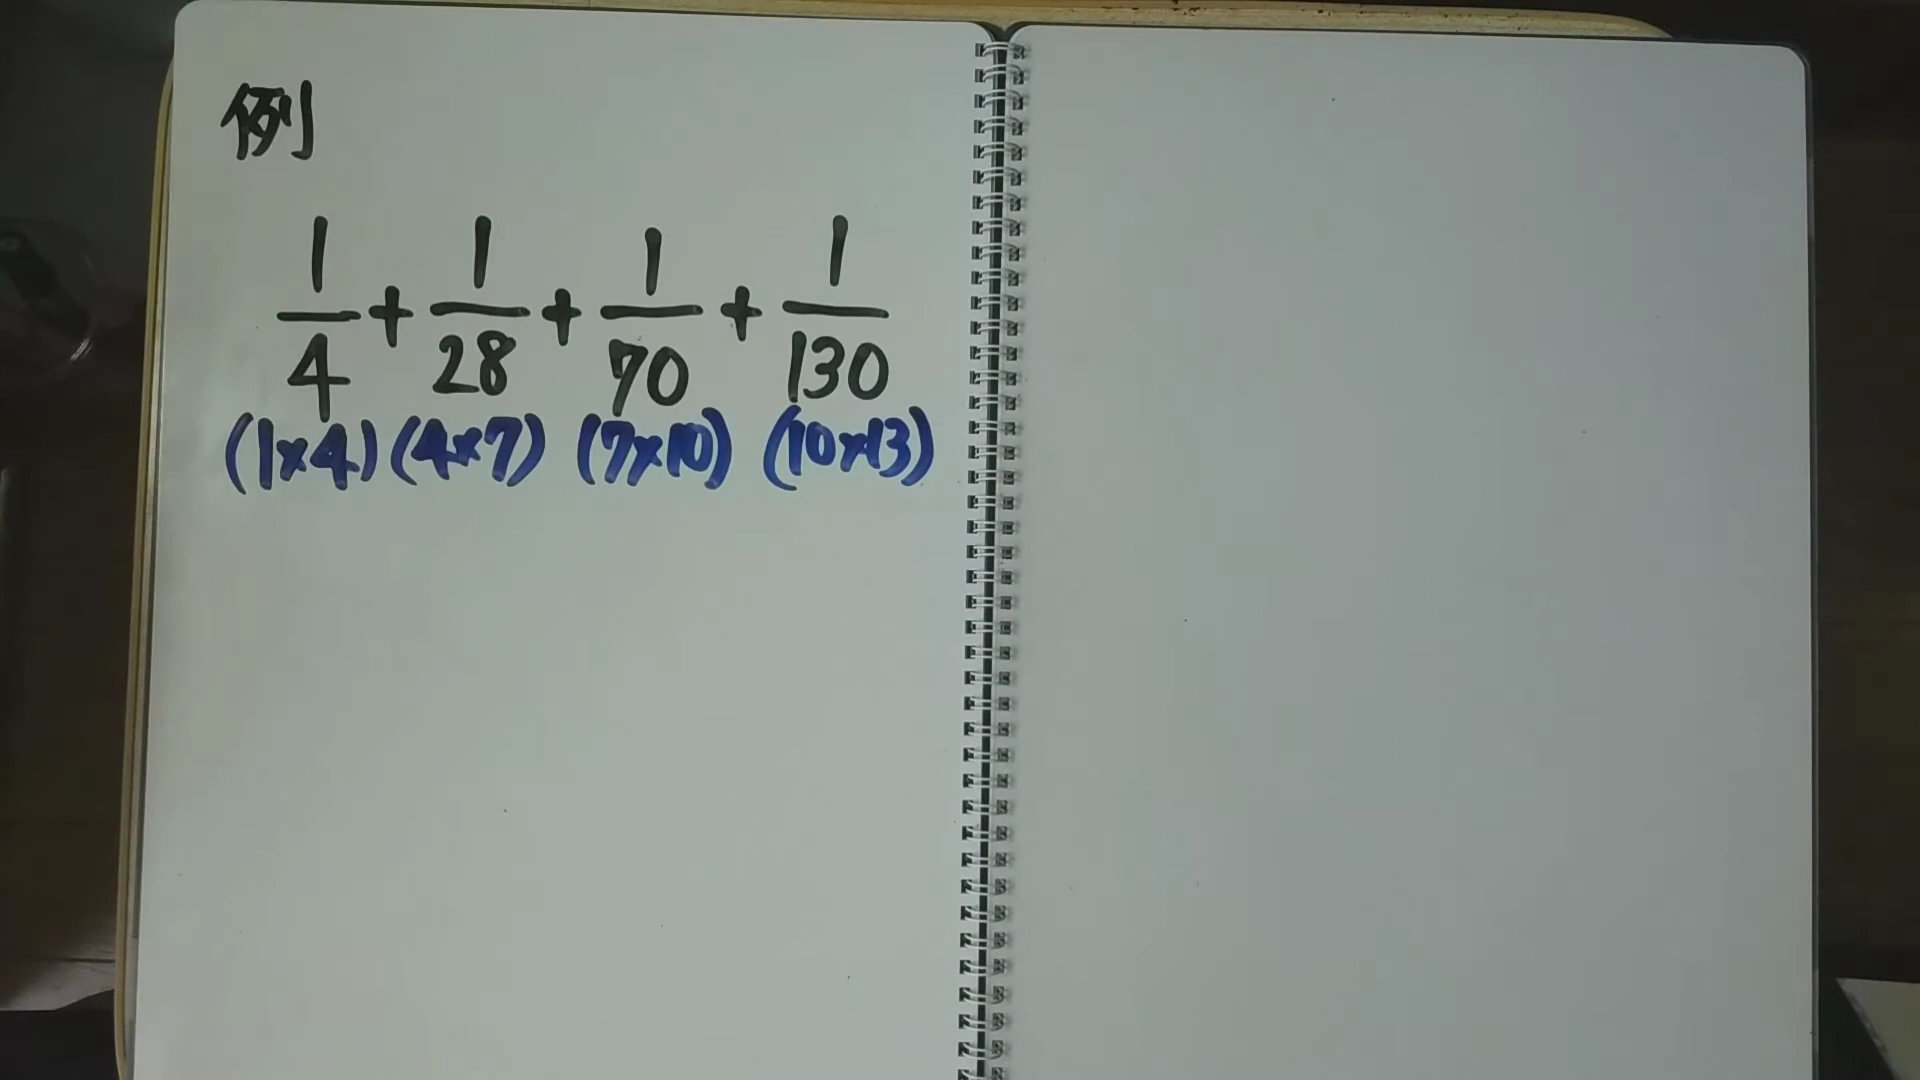 例
1/4 + 1/28 + 1/70 + 1/130
(1×4) (4×7) (7×10) (10×13)